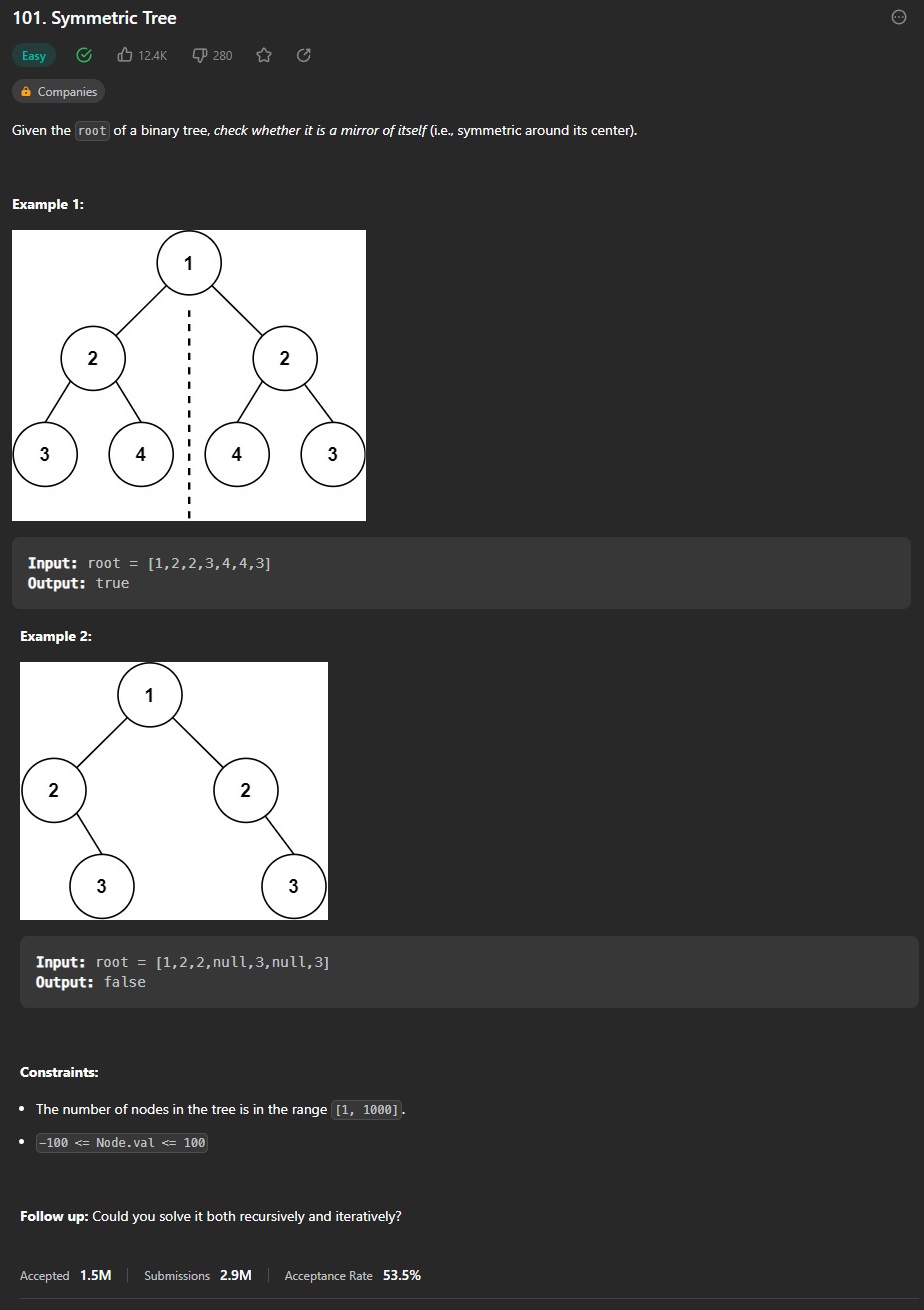 101. Symmetric Tree
Easy 12.4K 280
Companies
Given the root of a binary tree, check whether it is a mirror of itself (i.e., symmetric around its center).
Example 1:
1
2 2
3 4 4 3
Input: root = [1,2,2,3,4,4,3]
Output: true
Example 2:
1
2 2
3 3
Input: root = [1,2,2,null,3,null,3]
Output: false
Constraints:
• The number of nodes in the tree is in the range [1, 1000].
• -100 <= Node.val <= 100
Follow up: Could you solve it both recursively and iteratively?
Accepted 1.5M Submissions 2.9M Acceptance Rate 53.5%